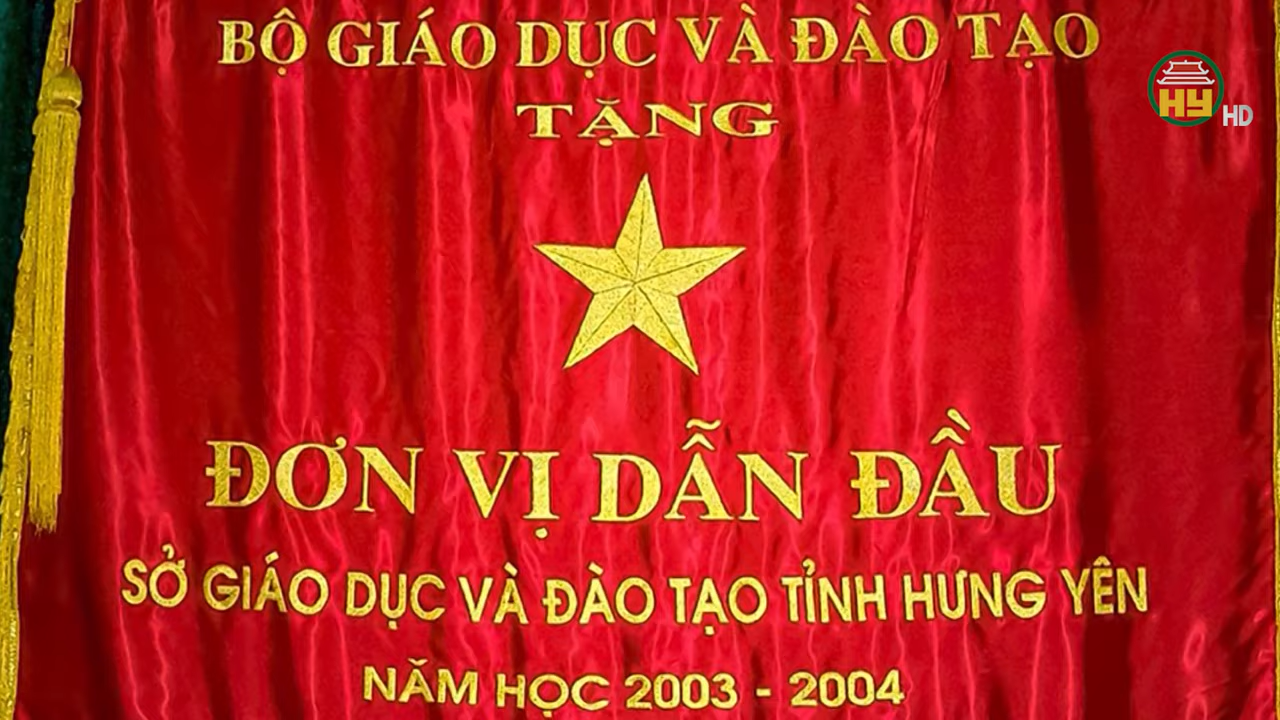 BỘ GIÁO DỤC VÀ ĐÀO TẠO
TẶNG
HY HD
ĐƠN VỊ DẪN ĐẦU
SỞ GIÁO DỤC VÀ ĐÀO TẠO TỈNH HƯNG YÊN
NĂM HỌC 2003 - 2004